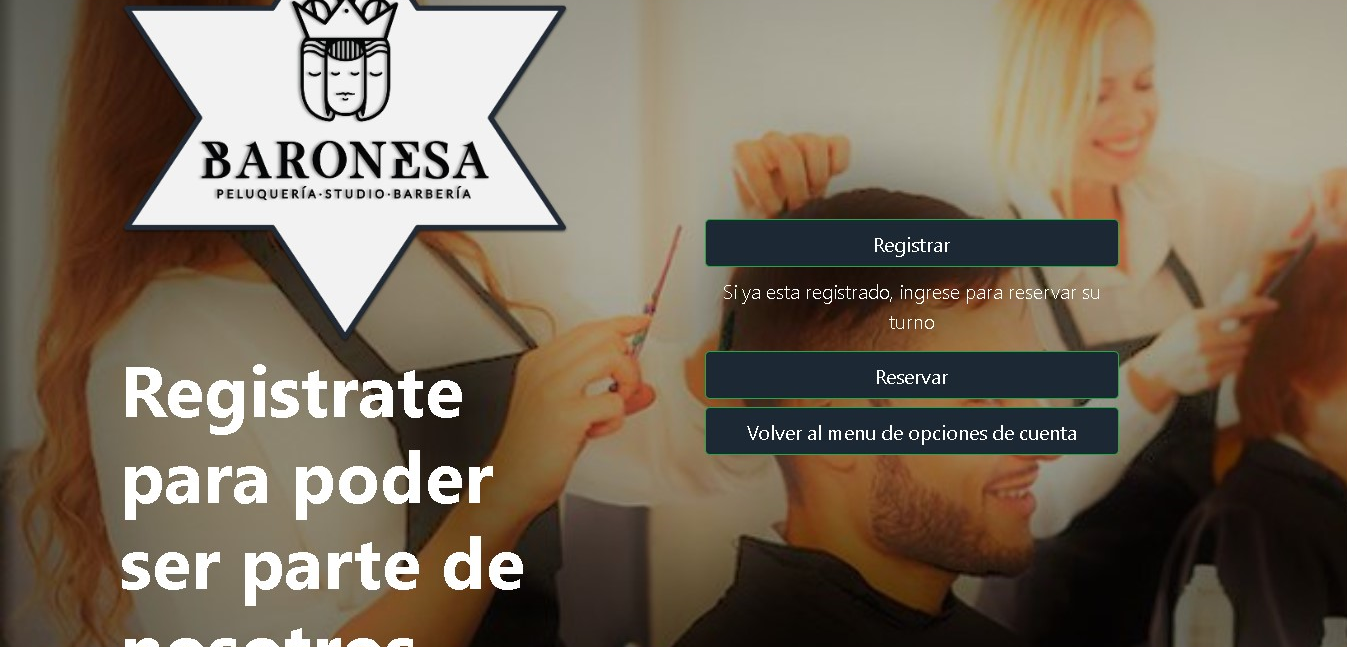 BARONESA
PELUQUERÍA·STUDIO·BARBERÍA
Registrate
para poder
ser parte de
nosotros
Registrar
Si ya esta registrado, ingrese para reservar su
turno
Reservar
Volver al menu de opciones de cuenta